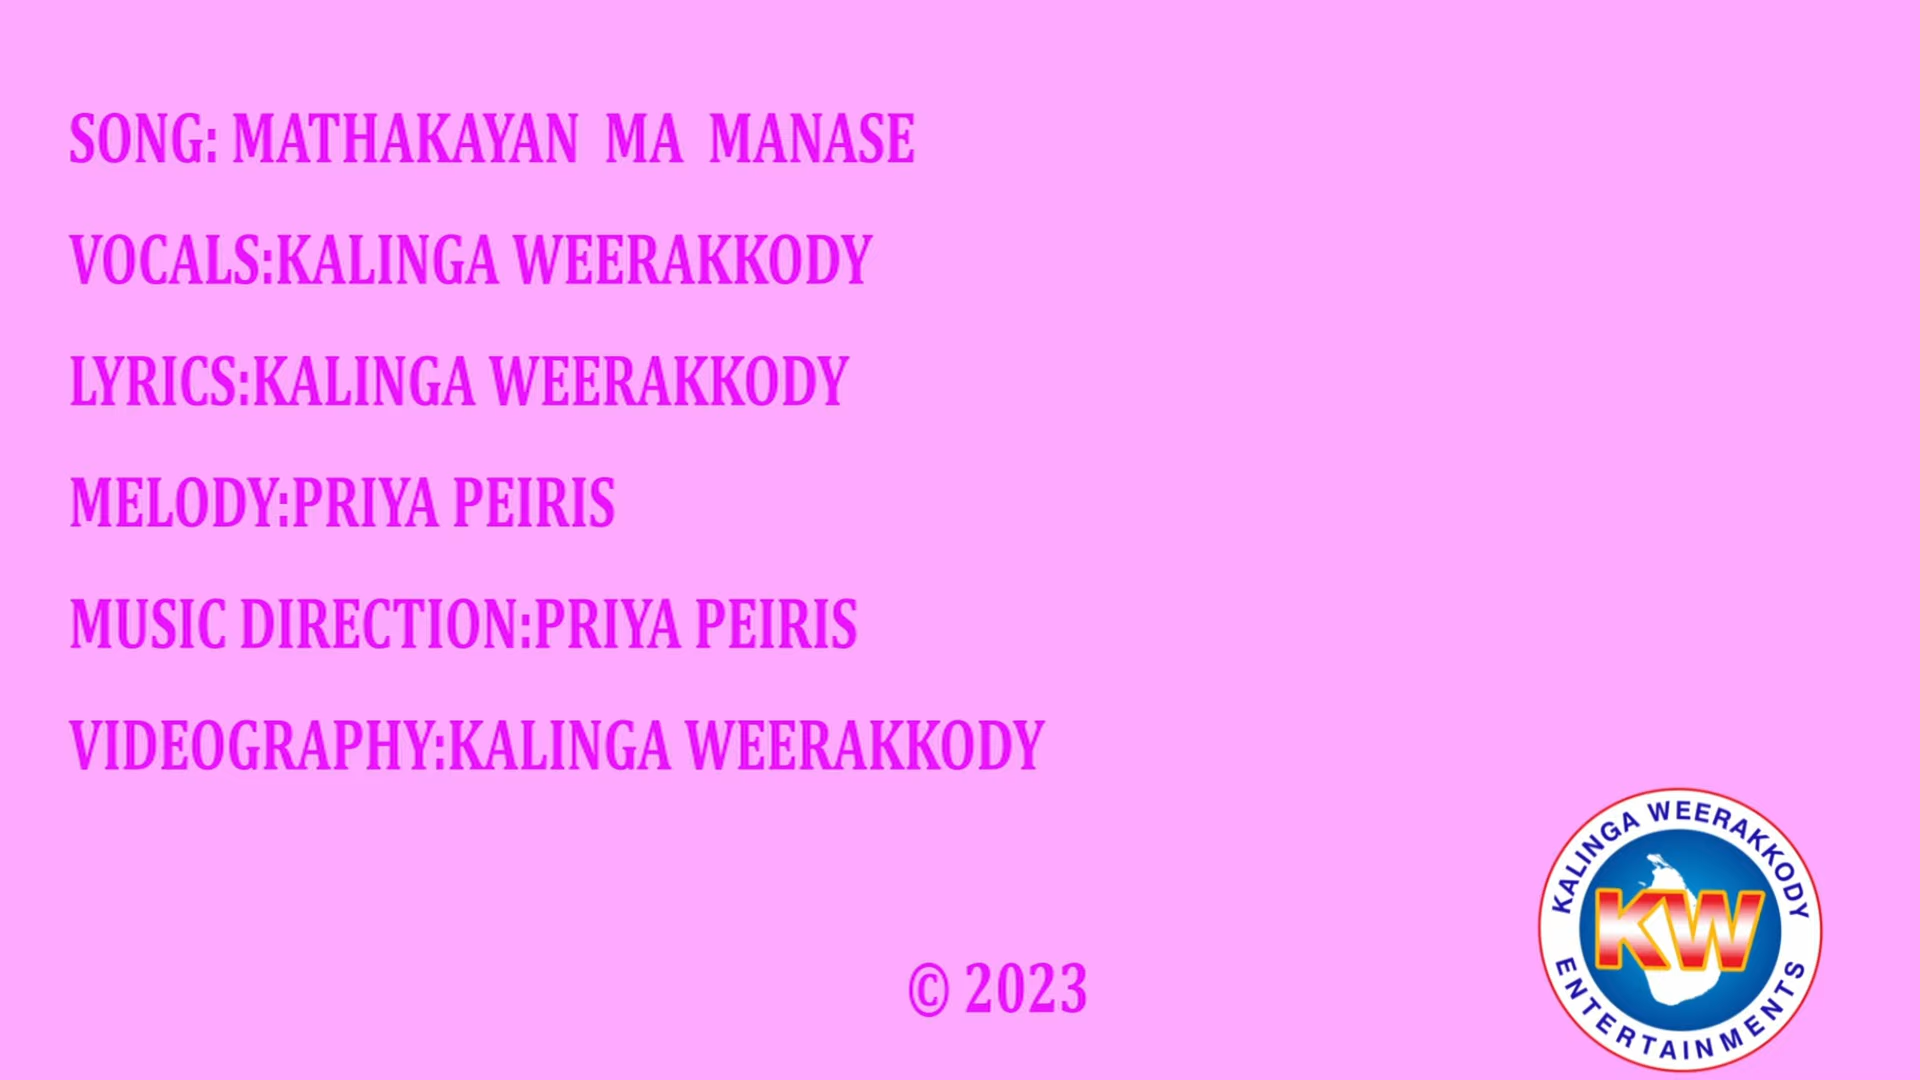 SONG: MATHAKAYAN MA MANASE
VOCALS:KALINGA WEERAKKODY
LYRICS:KALINGA WEERAKKODY
MELODY:PRIYA PEIRIS
MUSIC DIRECTION:PRIYA PEIRIS
VIDEOGRAPHY:KALINGA WEERAKKODY
© 2023
KALINGA WEERAKKODY
KW
ENTERTAINMENTS